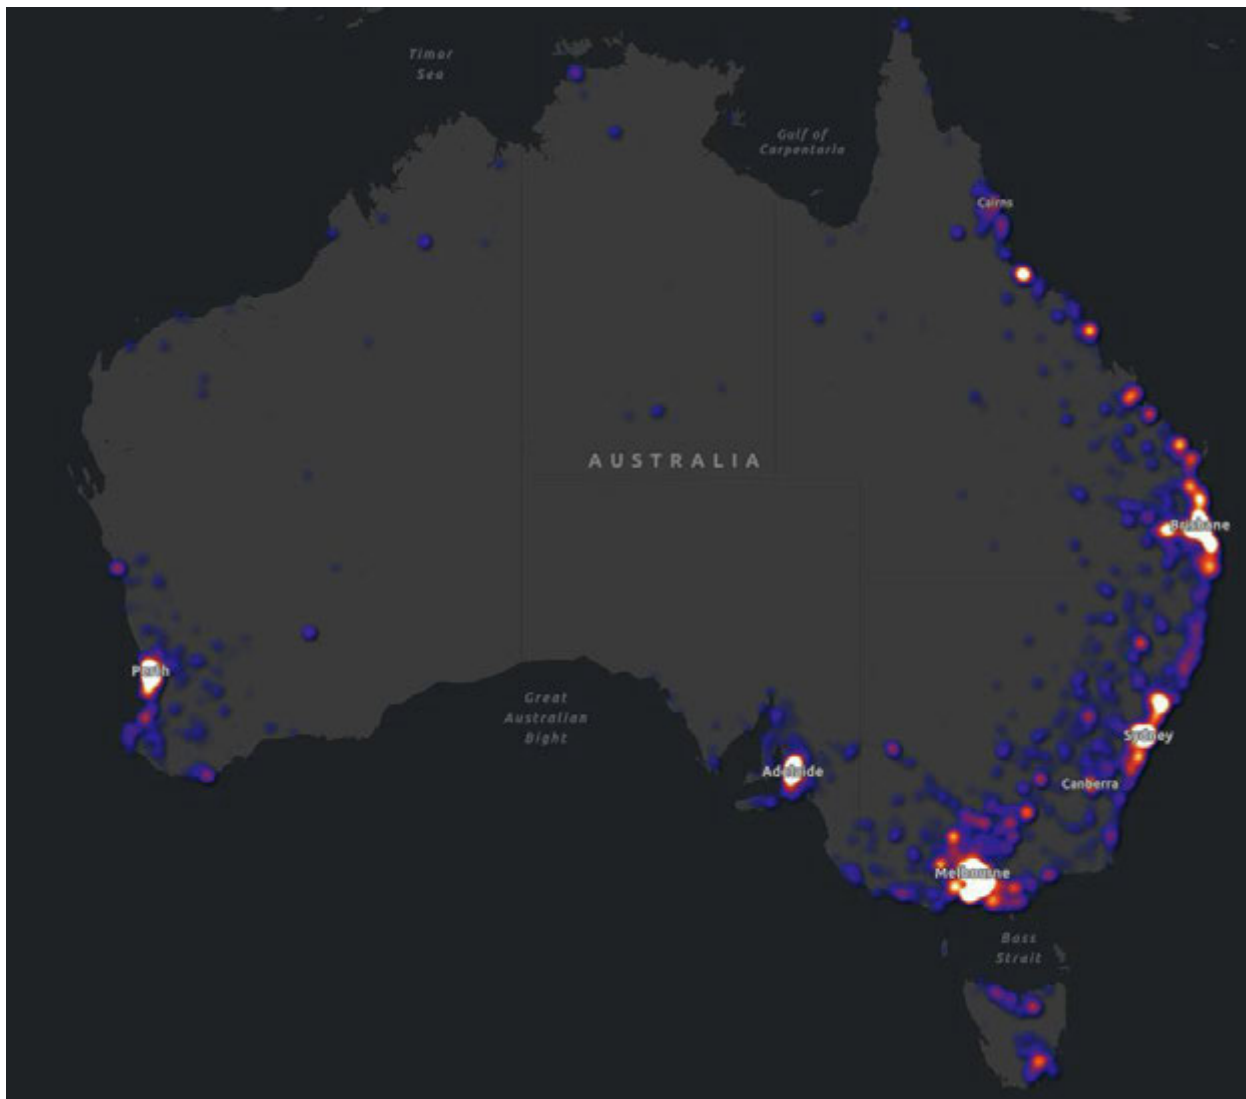 Timor
Sea
Gulf of
Carpentaria
Cairns
AUSTRALIA
Brisbane
Perth
Great
Australian
Bight
Sydney
Adelaide
Canberra
Melbourne
Bass
Strait